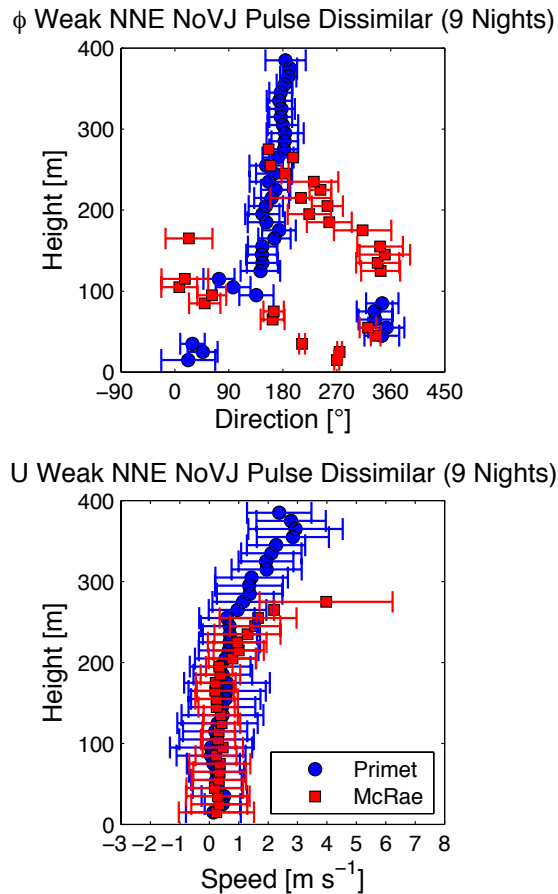 ϕ Weak NNE NoVJ Pulse Dissimilar (9 Nights)
400
300
200
100
0
Height [m]
−90 0 90 180 270 360 450
Direction [°]
U Weak NNE NoVJ Pulse Dissimilar (9 Nights)
400
300
200
100
0
Height [m]
Primet
McRae
−3 −2 −1 0 1 2 3 4 5 6 7 8
Speed [m s⁻¹]